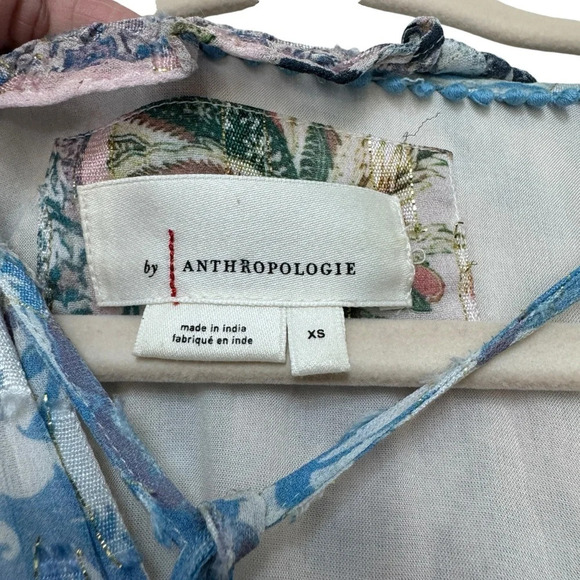 by ANTHROPOLOGIE
made in india
fabriqué en inde
XS